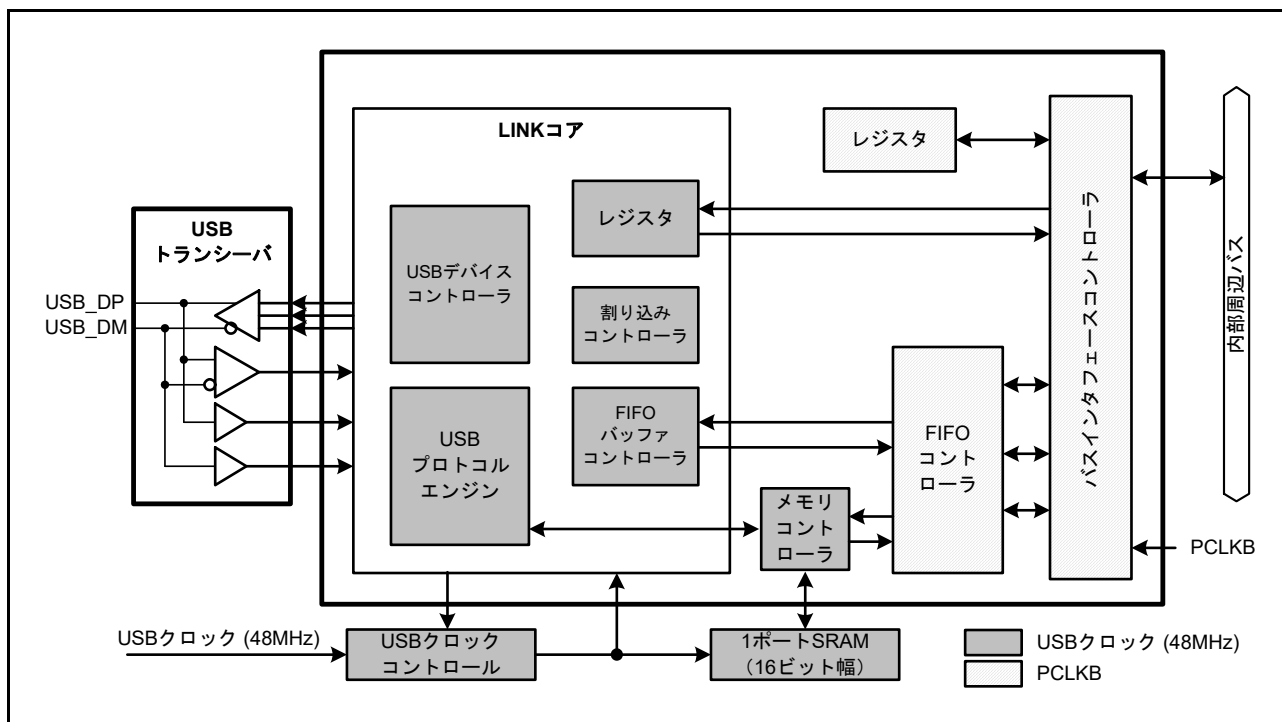 LINKコア
レジスタ
レジスタ
USB
トランシーバ
USBデバイス
コントローラ
割り込み
コントローラ
USB_DP
USB_DM
USB
プロトコル
エンジン
FIFO
バッファ
コントローラ
FIFO
コント
ローラ
メモリ
コント
ローラ
バスインタフェースコントローラ
内部周辺バス
PCLKB
USBクロック (48MHz)
USBクロック
コントロール
1ポートSRAM
（16ビット幅）
USBクロック (48MHz)
PCLKB